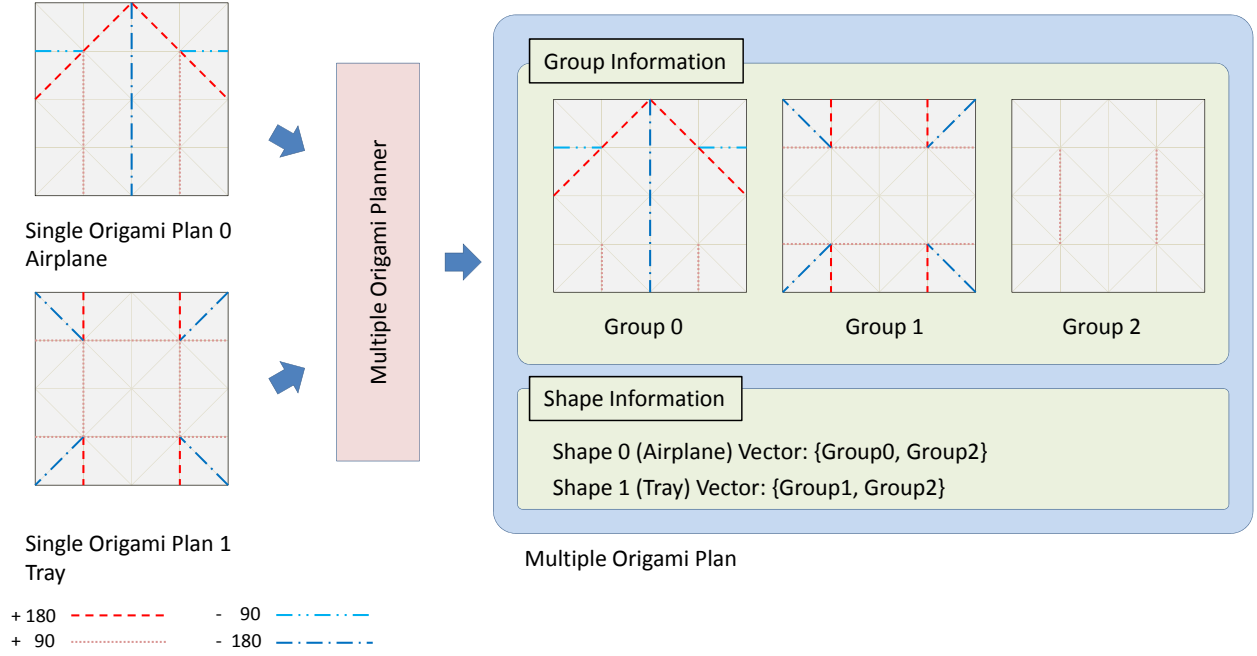 Single Origami Plan 0
Airplane
Single Origami Plan 1
Tray
+ 180
+ 90
- 90
- 180
Multiple Origami Planner
Group Information
Group 0
Group 1
Group 2
Shape Information
Shape 0 (Airplane) Vector: {Group0, Group2}
Shape 1 (Tray) Vector: {Group1, Group2}
Multiple Origami Plan